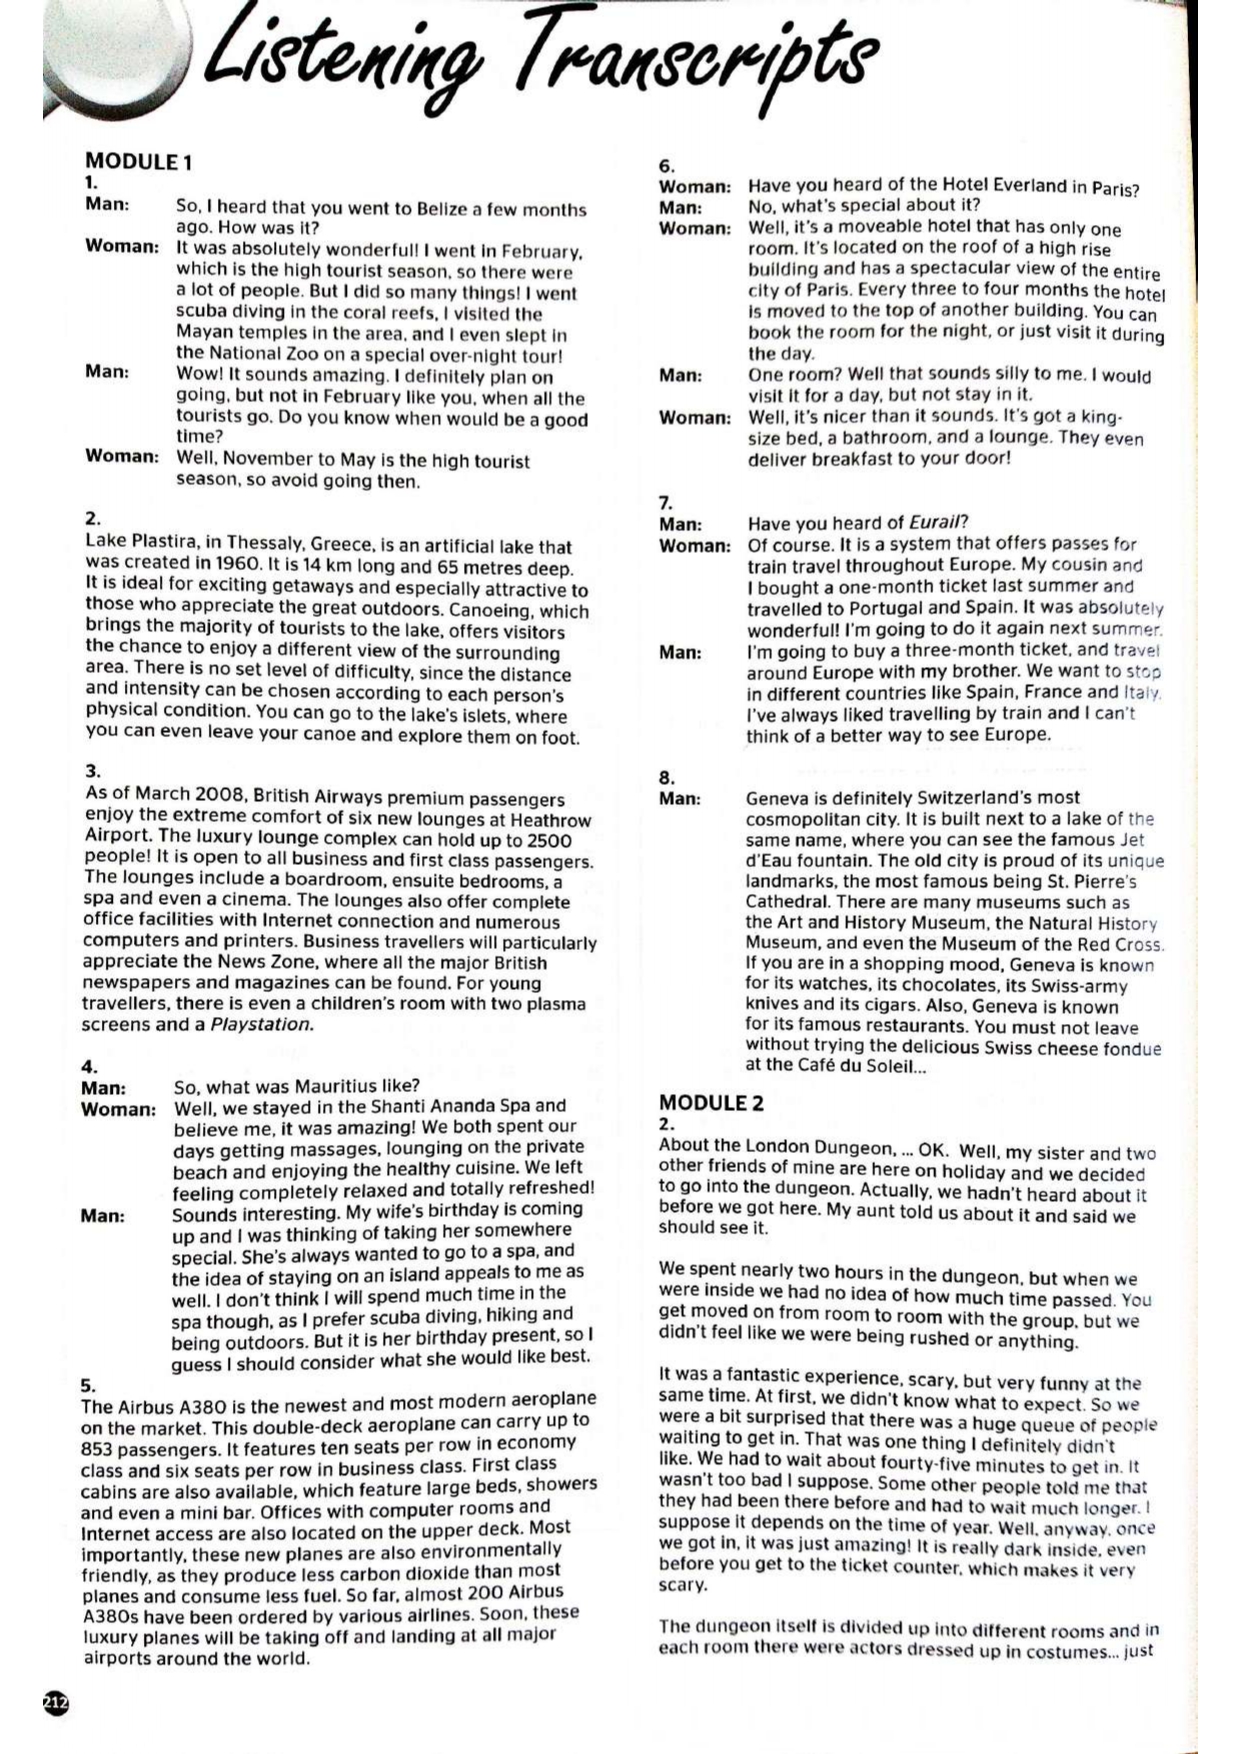 Listening Transcripts
MODULE 1
1.
Man: So, I heard that you went to Belize a few months
ago. How was it?
Woman: It was absolutely wonderful! I went in February,
which is the high tourist season, so there were
a lot of people. But I did so many things! I went
scuba diving in the coral reefs, I visited the
Mayan temples in the area, and I even slept in
the National Zoo on a special over-night tour!
Man: Wow! It sounds amazing. I definitely plan on
going, but not in February like you, when all the
tourists go. Do you know when would be a good
time?
Woman: Well, November to May is the high tourist
season, so avoid going then.
2.
Lake Plastira, in Thessaly, Greece, is an artificial lake that
was created in 1960. It is 14 km long and 65 metres deep.
It is ideal for exciting getaways and especially attractive to
those who appreciate the great outdoors. Canoeing, which
brings the majority of tourists to the lake, offers visitors
the chance to enjoy a different view of the surrounding
area. There is no set level of difficulty, since the distance
and intensity can be chosen according to each person's
physical condition. You can go to the lake's islets, where
you can even leave your canoe and explore them on foot.
3.
As of March 2008, British Airways premium passengers
enjoy the extreme comfort of six new lounges at Heathrow
Airport. The luxury lounge complex can hold up to 2500
people! It is open to all business and first class passengers.
The lounges include a boardroom, ensuite bedrooms, a
spa and even a cinema. The lounges also offer complete
office facilities with Internet connection and numerous
computers and printers. Business travellers will particularly
appreciate the News Zone, where all the major British
newspapers and magazines can be found. For young
travellers, there is even a children's room with two plasma
screens and a Playstation.
4.
Man: So, what was Mauritius like?
Woman: Well, we stayed in the Shanti Ananda Spa and
believe me, it was amazing! We both spent our
days getting massages, lounging on the private
beach and enjoying the healthy cuisine. We left
feeling completely relaxed and totally refreshed!
Man: Sounds interesting. My wife's birthday is coming
up and I was thinking of taking her somewhere
special. She's always wanted to go to a spa, and
the idea of staying on an island appeals to me as
well. I don't think I will spend much time in the
spa though, as I prefer scuba diving, hiking and
being outdoors. But it is her birthday present, so I
guess I should consider what she would like best.
5.
The Airbus A380 is the newest and most modern aeroplane
on the market. This double-deck aeroplane can carry up to
853 passengers. It features ten seats per row in economy
class and six seats per row in business class. First class
cabins are also available, which feature large beds, showers
and even a mini bar. Offices with computer rooms and
Internet access are also located on the upper deck. Most
importantly, these new planes are also environmentally
friendly, as they produce less carbon dioxide than most
planes and consume less fuel. So far, almost 200 Airbus
A380s have been ordered by various airlines. Soon, these
luxury planes will be taking off and landing at all major
airports around the world.
212
6.
Woman: Have you heard of the Hotel Everland in Paris?
Man: No, what's special about it?
Woman: Well, it's a moveable hotel that has only one
room. It's located on the roof of a high rise
building and has a spectacular view of the entire
city of Paris. Every three to four months the hotel
is moved to the top of another building. You can
book the room for the night, or just visit it during
the day.
Man: One room? Well that sounds silly to me. I would
visit it for a day, but not stay in it.
Woman: Well, it's nicer than it sounds. It's got a king-
size bed, a bathroom, and a lounge. They even
deliver breakfast to your door!
7.
Man: Have you heard of Eurail?
Woman: Of course. It is a system that offers passes for
train travel throughout Europe. My cousin and
I bought a one-month ticket last summer and
travelled to Portugal and Spain. It was absolutely
wonderful! I'm going to do it again next summer.
Man: I'm going to buy a three-month ticket, and travel
around Europe with my brother. We want to stop
in different countries like Spain, France and Italy.
I've always liked travelling by train and I can't
think of a better way to see Europe.
8.
Man: Geneva is definitely Switzerland's most
cosmopolitan city. It is built next to a lake of the
same name, where you can see the famous Jet
d'Eau fountain. The old city is proud of its unique
landmarks, the most famous being St. Pierre's
Cathedral. There are many museums such as
the Art and History Museum, the Natural History
Museum, and even the Museum of the Red Cross.
If you are in a shopping mood, Geneva is known
for its watches, its chocolates, its Swiss-army
knives and its cigars. Also, Geneva is known
for its famous restaurants. You must not leave
without trying the delicious Swiss cheese fondue
at the Café du Soleil...
MODULE 2
2.
About the London Dungeon, ... OK. Well, my sister and two
other friends of mine are here on holiday and we decided
to go into the dungeon. Actually, we hadn't heard about it
before we got here. My aunt told us about it and said we
should see it.
We spent nearly two hours in the dungeon, but when we
were inside we had no idea of how much time passed. You
get moved on from room to room with the group, but we
didn't feel like we were being rushed or anything.
It was a fantastic experience, scary, but very funny at the
same time. At first, we didn't know what to expect. So we
were a bit surprised that there was a huge queue of people
waiting to get in. That was one thing I definitely didn't
like. We had to wait about fourty-five minutes to get in. It
wasn't too bad I suppose. Some other people told me that
they had been there before and had to wait much longer. I
suppose it depends on the time of year. Well, anyway, once
we got in, it was just amazing! It is really dark inside, even
before you get to the ticket counter, which makes it very
scary.
The dungeon itself is divided up into different rooms and in
each room there were actors dressed up in costumes... just